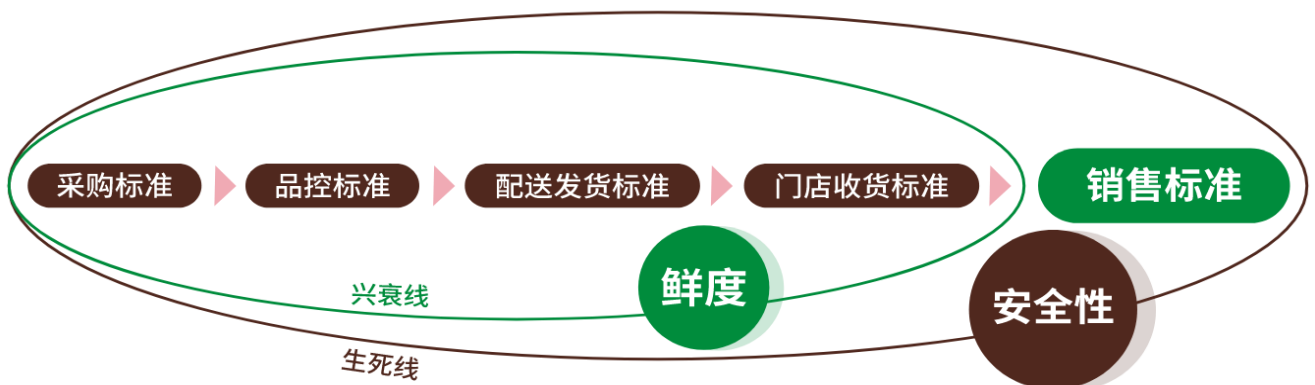 采购标准
品控标准
配送发货标准
门店收货标准
销售标准
鲜度
安全性
兴衰线
生死线